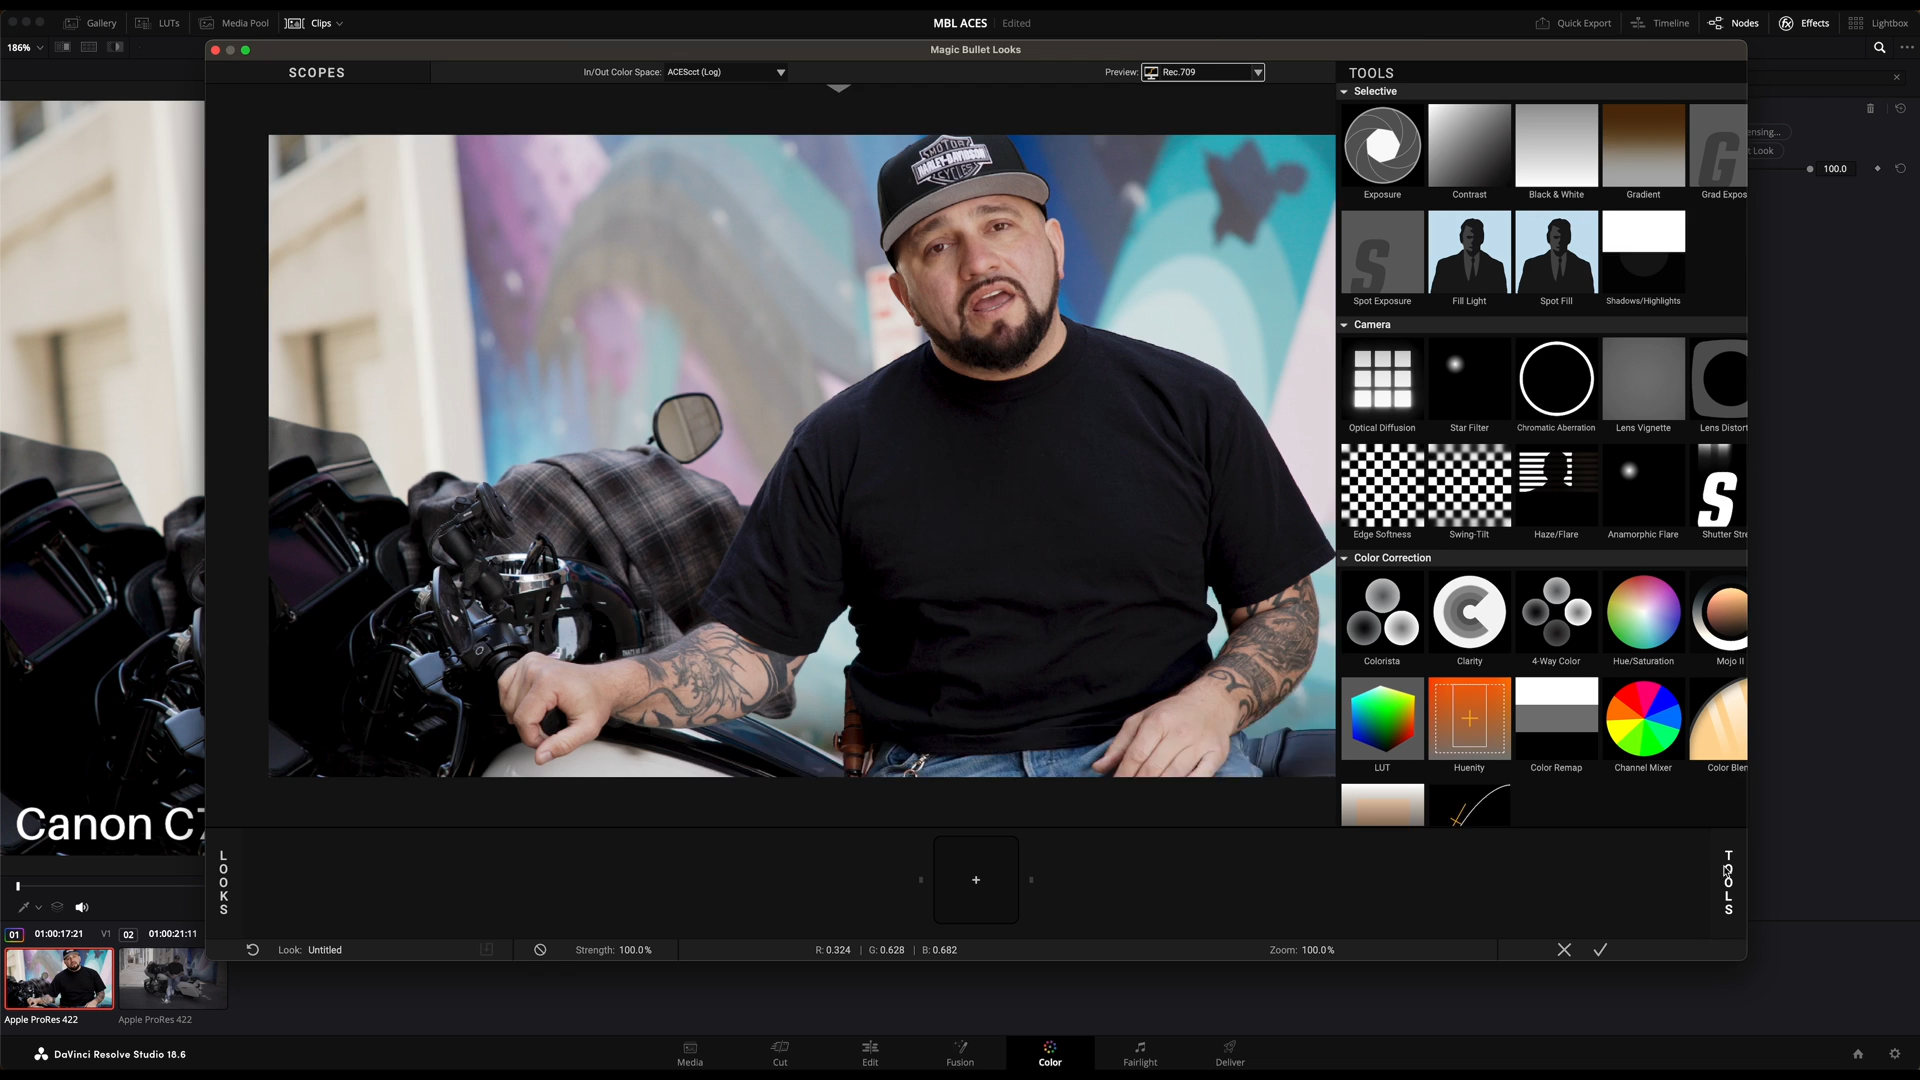 Gallery LUTs Media Pool Clips MBL ACES Edited Quick Export Timeline Nodes Effects Lightbox
186%
Magic Bullet Looks
SCOPES In/Out Color Space: ACEScct (Log) Preview: Rec.709 TOOLS
Selective
Exposure Contrast Black & White Gradient Grad Expos
Spot Exposure Fill Light Spot Fill Shadows/Highlights
ensing...
t Look
100.0
Camera
Optical Diffusion Star Filter Chromatic Aberration Lens Vignette Lens Distort
Edge Softness Swing-Tilt Haze/Flare Anamorphic Flare Shutter Stre
Color Correction
Colorista Clarity 4-Way Color Hue/Saturation Mojo II
LUT Huenity Color Remap Channel Mixer Color Blen
G
S
S
MOTOR
HARLEY-DAVIDSON
CYCLES
Canon C7
LOOKS
+
TOOLS
Look: Untitled Strength: 100.0% R: 0.324 | G: 0.628 | B: 0.682 Zoom: 100.0%
01 01:00:17:21 V1 02 01:00:21:11
Apple ProRes 422 Apple ProRes 422
DaVinci Resolve Studio 18.6
Media Cut Edit Fusion Color Fairlight Deliver